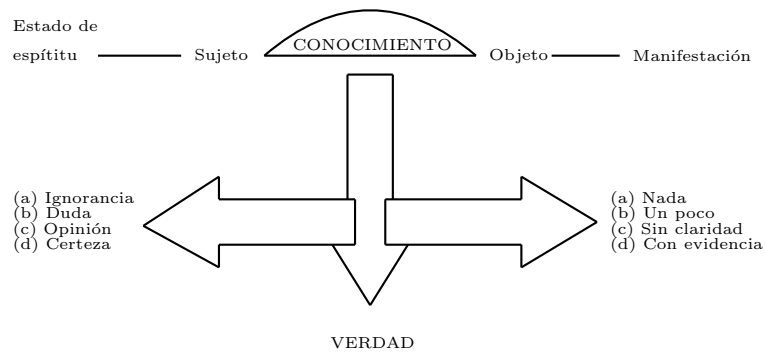 Estado de
espítitu Sujeto CONOCIMIENTO Objeto Manifestación
(a) Ignorancia
(b) Duda
(c) Opinión
(d) Certeza
(a) Nada
(b) Un poco
(c) Sin claridad
(d) Con evidencia
VERDAD